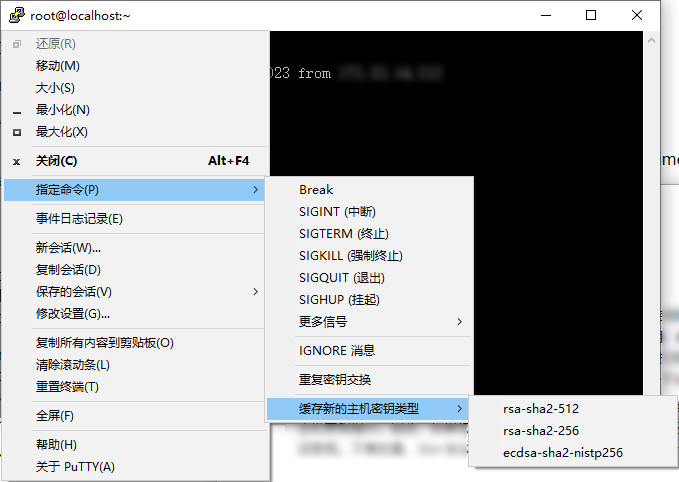 root@localhost:~
还原(R)
移动(M)
大小(S)
最小化(N)
最大化(X)
关闭(C) Alt+F4
指定命令(P)
事件日志记录(E)
新会话(W)...
复制会话(D)
保存的会话(V)
修改设置(G)...
复制所有内容到剪贴板(O)
清除滚动条(L)
重置终端(T)
全屏(F)
帮助(H)
关于 PuTTY(A)
023 from
Break
SIGINT (中断)
SIGTERM (终止)
SIGKILL (强制终止)
SIGQUIT (退出)
SIGHUP (挂起)
更多信号
IGNORE 消息
重复密钥交换
缓存新的主机密钥类型
rsa-sha2-512
rsa-sha2-256
ecdsa-sha2-nistp256